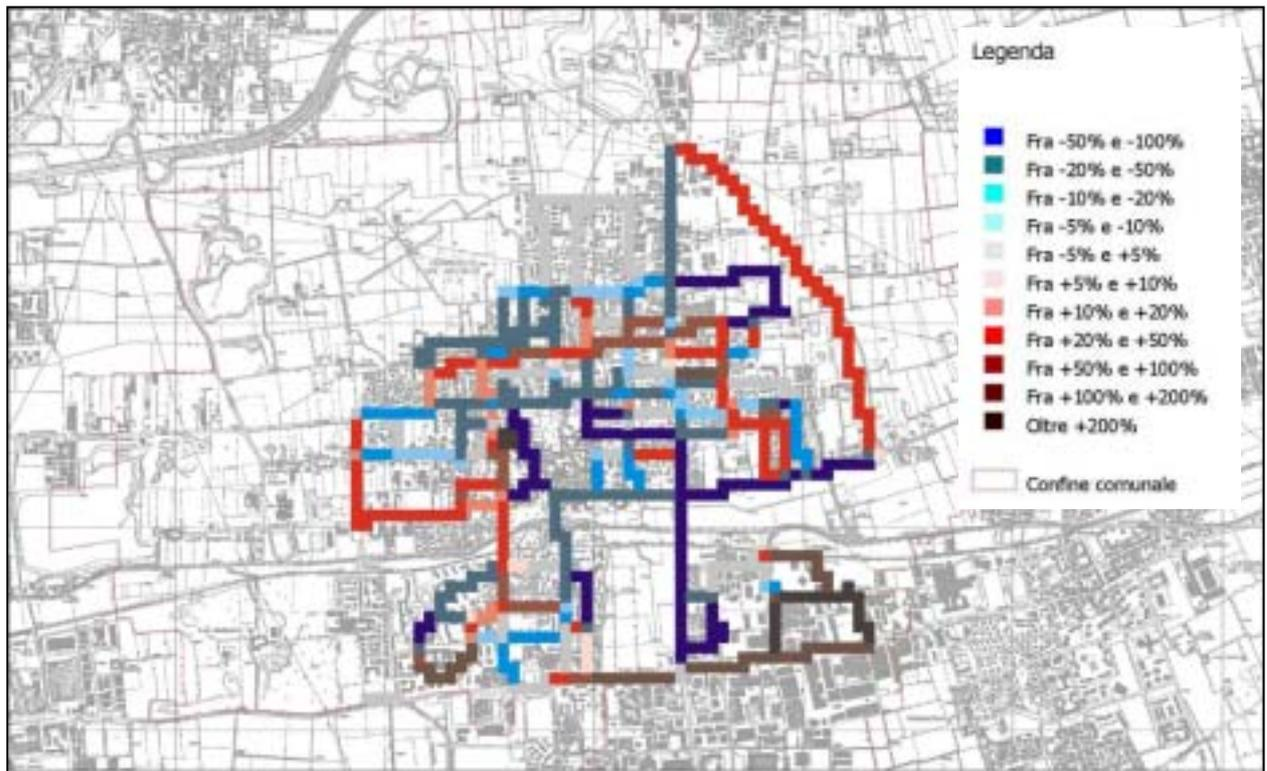 Legenda
Fra -50% e -100%
Fra -20% e -50%
Fra -10% e -20%
Fra -5% e -10%
Fra -5% e +5%
Fra +5% e +10%
Fra +10% e +20%
Fra +20% e +50%
Fra +50% e +100%
Fra +100% e +200%
Oltre +200%
Confine comunale